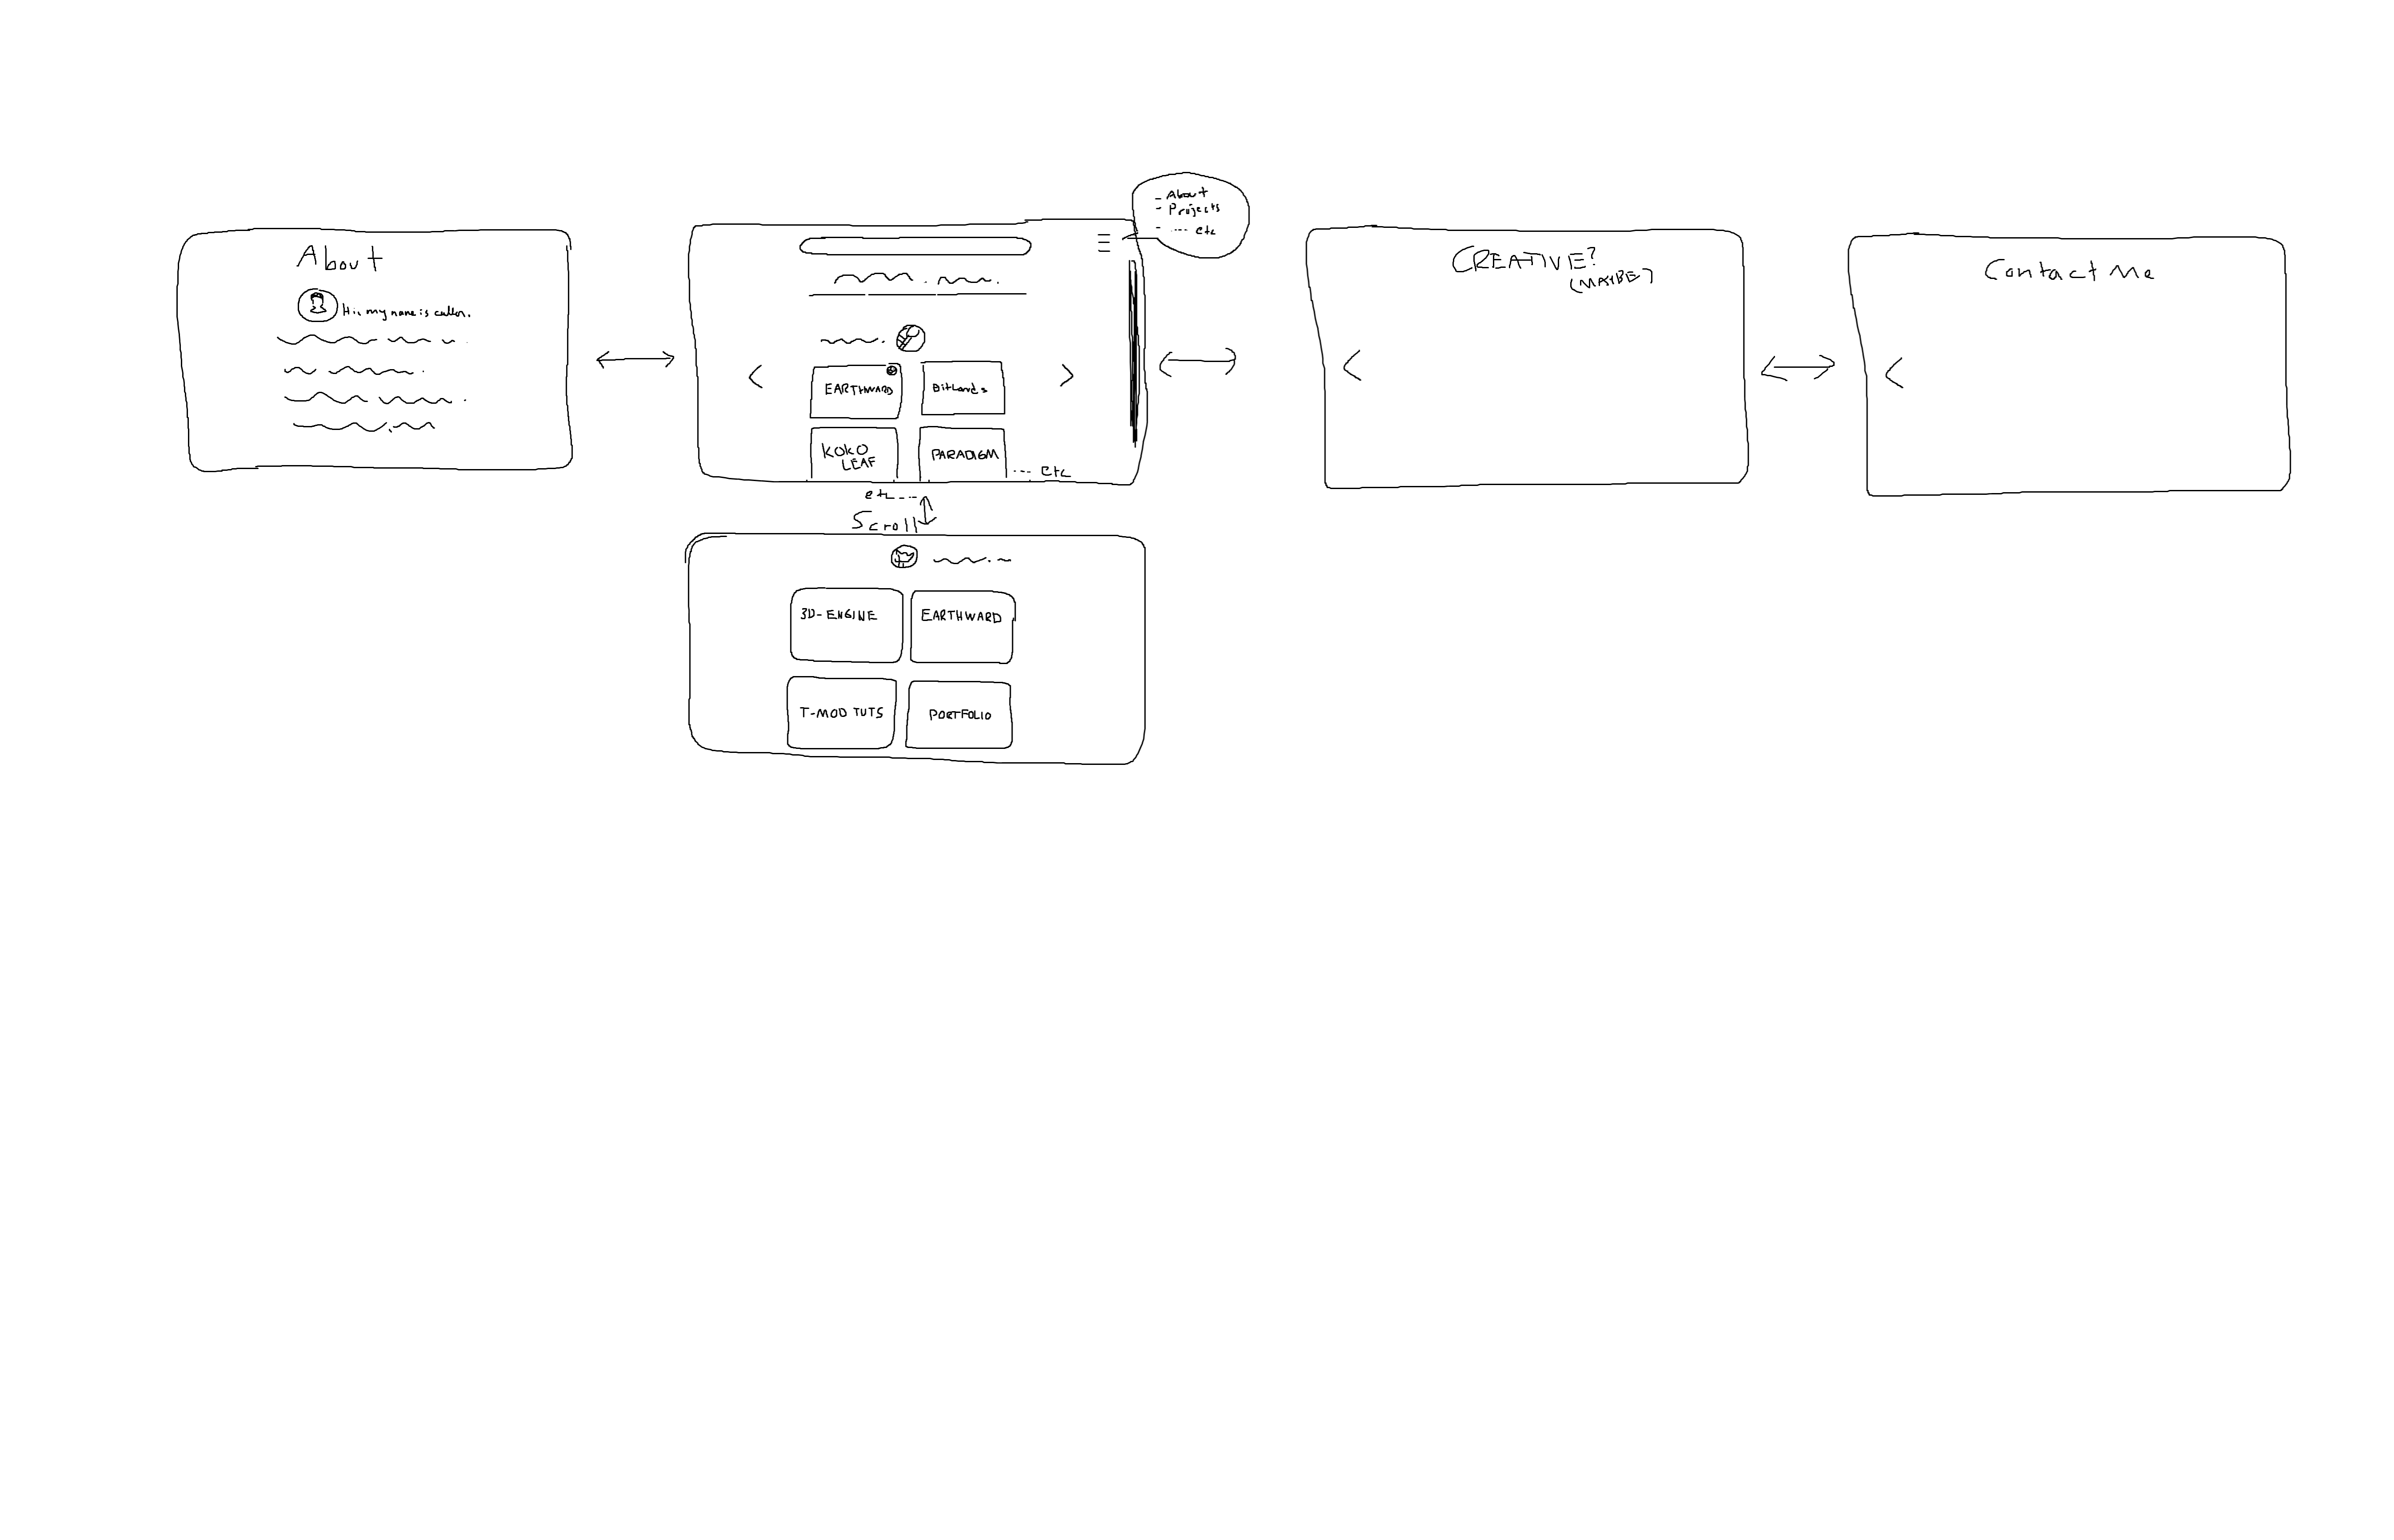 About
Hi, my name is cullen.
- About
- Projects
- .... etc
EARTHWARD
BitLands
KOKO
LEAF
PARADIGM
... etc
etc...
Scroll
3D-ENGINE
EARTHWARD
T-MOD TUTS
PORTFOLIO
CREATIVE?
(MAYBE)
Contact Me